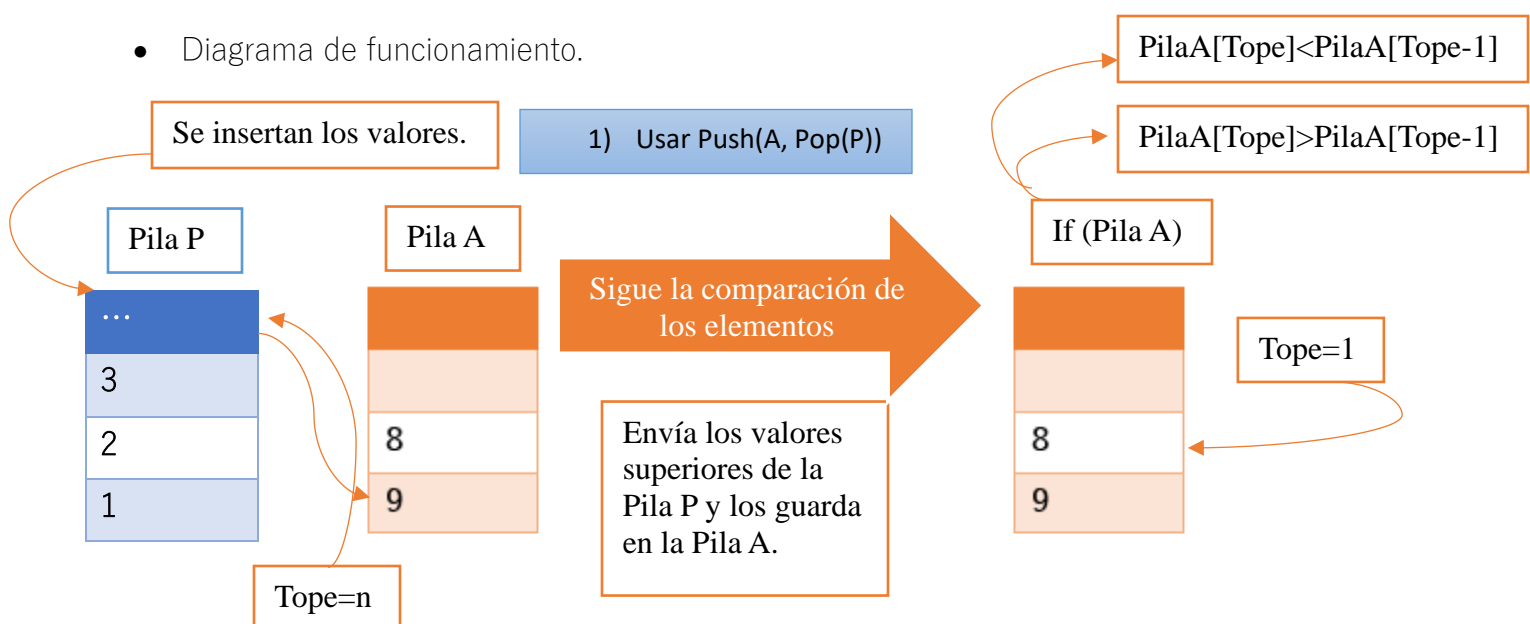 ● Diagrama de funcionamiento.
Se insertan los valores.
1) Usar Push(A, Pop(P))
PilaA[Tope]<PilaA[Tope-1]
PilaA[Tope]>PilaA[Tope-1]
If (Pila A)
Pila P
Pila A
...
3
2
1
8
9
Tope=n
Sigue la comparación de
los elementos
Envía los valores
superiores de la
Pila P y los guarda
en la Pila A.
8
9
Tope=1